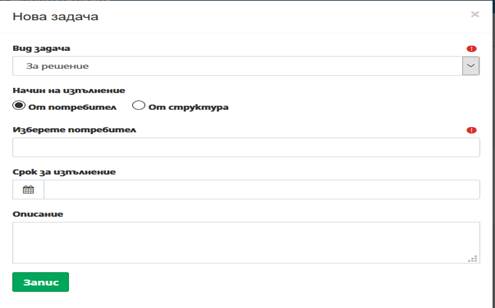 Нова задача
Вид задача
За решение
Начин на изпълнение
От потребител От структура
Изберете потребител
Срок за изпълнение
Описание
Запис